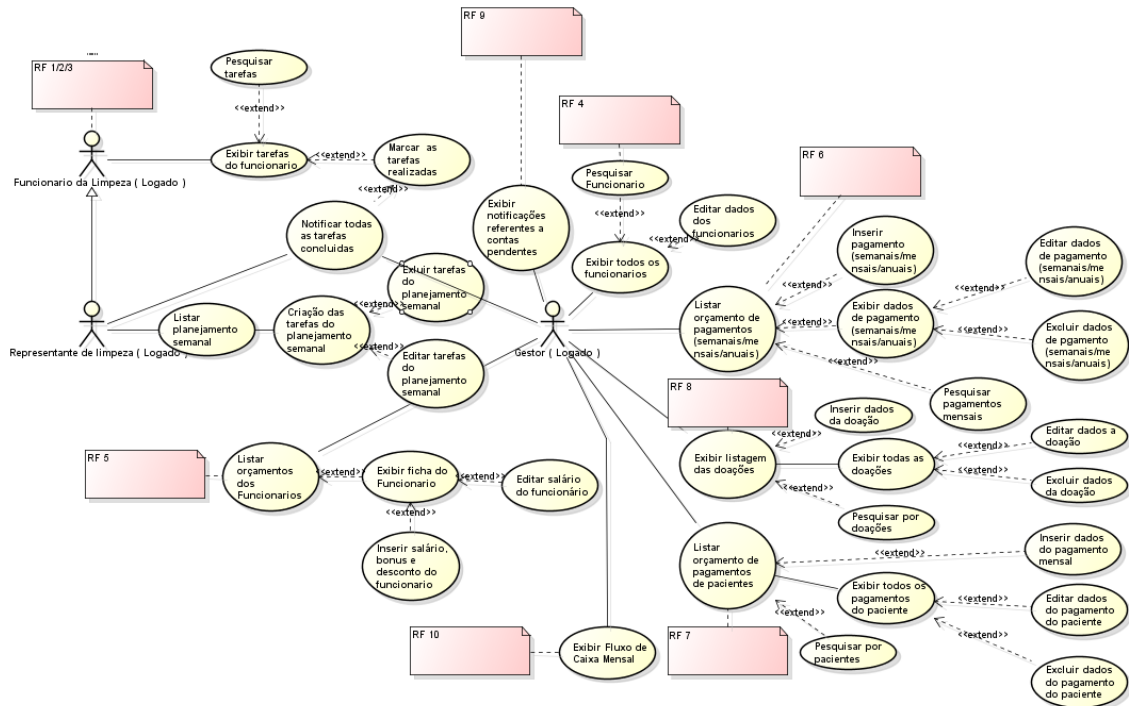 RF 9
RF 1/2/3
Pesquisar
tarefas
<<extend>>
RF 4
Funcionario da Limpeza ( Logado )
Exibir tarefas
do funcionario
<<extend>>
Marcar as
tarefas
realizadas
<<extend>>
Notificar todas
as tarefas
concluidas
Exibir
notificações
referentes a
contas
pendentes
Pesquisar
Funcionario
<<extend>>
Editar dados
dos
funcionarios
<<extend>>
Exibir todos os
funcionarios
RF 6
Inserir
pagamento
(semanais/me
nsais/anuais)
<<extend>>
Editar dados
de pagamento
(semanais/me
nsais/anuais)
<<extend>>
Representante de limpeza ( Logado )
Listar
planejamento
semanal
Criação das
tarefas do
planejamento
semanal
<<extend>>
Exluir tarefas
do
planejamento
semanal
<<extend>>
Editar tarefas
do
planejamento
semanal
Gestor ( Logado )
Listar
orçamento de
pagamentos
(semanais/me
nsais/anuais)
<<extend>>
Exibir dados
de pagamento
(semanais/me
nsais/anuais)
<<extend>>
Excluir dados
de pgamento
(semanais/me
nsais/anuais)
<<extend>>
Pesquisar
pagamentos
mensais
RF 8
Inserir dados
da doação
<<extend>>
Exibir listagem
das doações
Exibir todas as
doações
<<extend>>
Editar dados a
doação
<<extend>>
Excluir dados
da doação
<<extend>>
Pesquisar por
doações
RF 5
Listar
orçamentos
dos
Funcionarios
<<extend>>
Exibir ficha do
Funcionario
<<extend>>
Editar salário
do funcionário
<<extend>>
Inserir salário,
bonus e
desconto do
funcionario
Listar
orçamento de
pagamentos
de pacientes
<<extend>>
Inserir dados
do pagamento
mensal
Exibir todos os
pagamentos
do paciente
<<extend>>
Editar dados
do pagamento
do paciente
<<extend>>
Excluir dados
do pagamento
do paciente
<<extend>>
Pesquisar por
pacientes
RF 7
RF 10
Exibir Fluxo de
Caixa Mensal